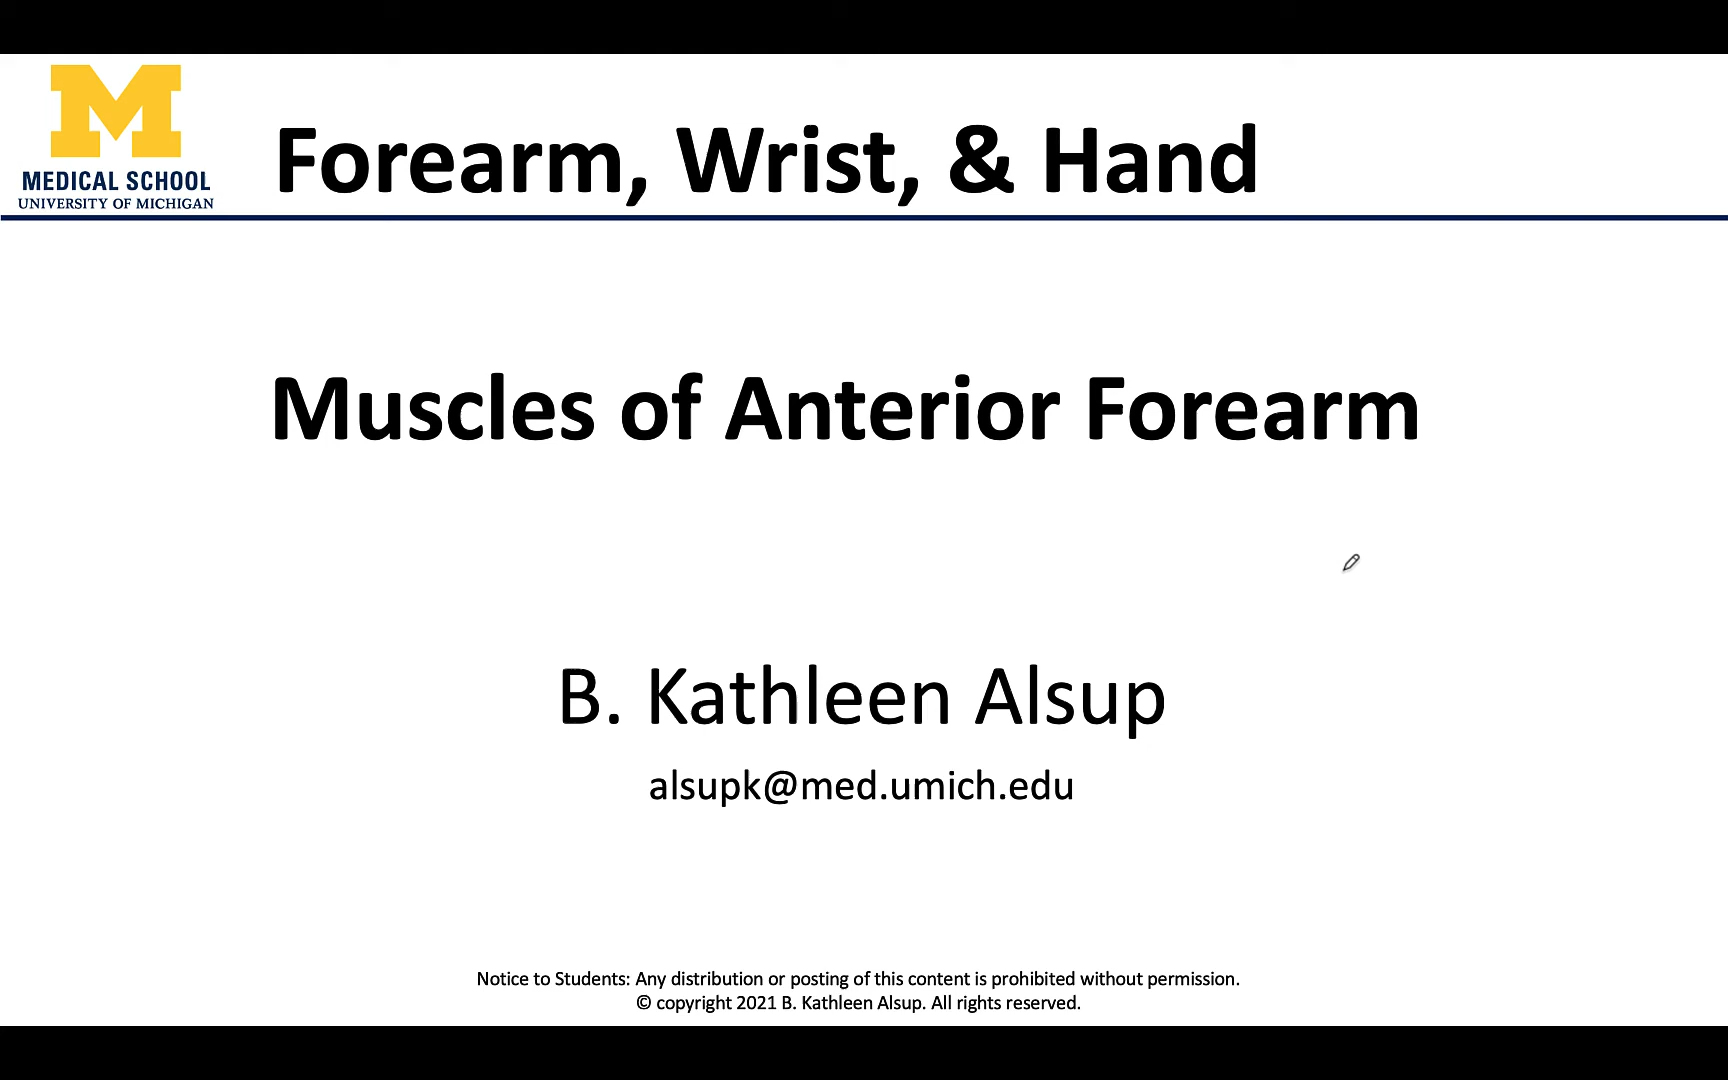 M
MEDICAL SCHOOL
UNIVERSITY OF MICHIGAN
Forearm, Wrist, & Hand
Muscles of Anterior Forearm
B. Kathleen Alsup
alsupk@med.umich.edu
Notice to Students: Any distribution or posting of this content is prohibited without permission.
© copyright 2021 B. Kathleen Alsup. All rights reserved.